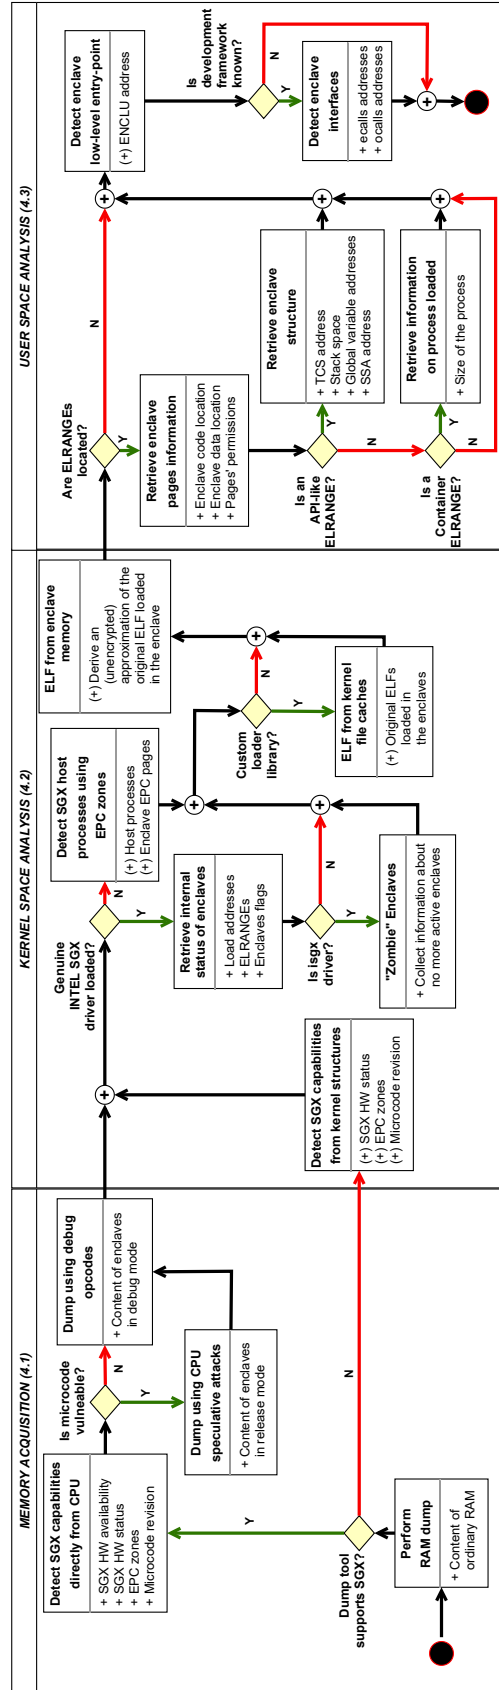 MEMORY ACQUISITION (4.1)
Detect SGX capabilities
directly from CPU
+ SGX HW availability
+ SGX HW status
+ EPC zones
+ Microcode revision
Is microcode
vulneable?
N
Y
Dump using debug
opcodes
+ Content of enclaves
in debug mode
Dump using CPU
speculative attacks
+ Content of enclaves
in release mode
Y
Dump tool
supports SGX?
N
Perform
RAM dump
+ Content of
ordinary RAM
KERNEL SPACE ANALYSIS (4.2)
Genuine
INTEL SGX
driver loaded?
N
Y
Detect SGX host
processes using
EPC zones
(+) Host processes
(+) Enclave EPC pages
ELF from enclave
memory
(+) Derive an
(unencrypted)
approximation of the
original ELF loaded
in the enclave
Retrieve internal
status of enclaves
+ Load addresses
+ ELRANGEs
+ Enclaves flags
Is isgx
driver?
N
Y
Custom
loader
library?
N
Y
Detect SGX capabilities
from kernel structures
(+) SGX HW status
(+) EPC zones
(+) Microcode revision
"Zombie" Enclaves
+ Collect information about
no more active enclaves
ELF from kernel
file caches
(+) Original ELFs
loaded in
the enclaves
USER SPACE ANALYSIS (4.3)
Are ELRANGEs
located?
N
Y
Detect enclave
low-level entry-point
(+) ENCLU address
Retrieve enclave
pages information
+ Enclave code location
+ Enclave data location
+ Pages' permissions
Is
development
framework
known?
N
Y
Detect enclave
interfaces
+ ecalls addresses
+ ocalls addresses
Is an
API-like
ELRANGE?
Y
N
Retrieve enclave
structure
+ TCS address
+ Stack space
+ Global variable addresses
+ SSA address
Is a
Container
ELRANGE?
Y
N
Retrieve information
on process loaded
+ Size of the process